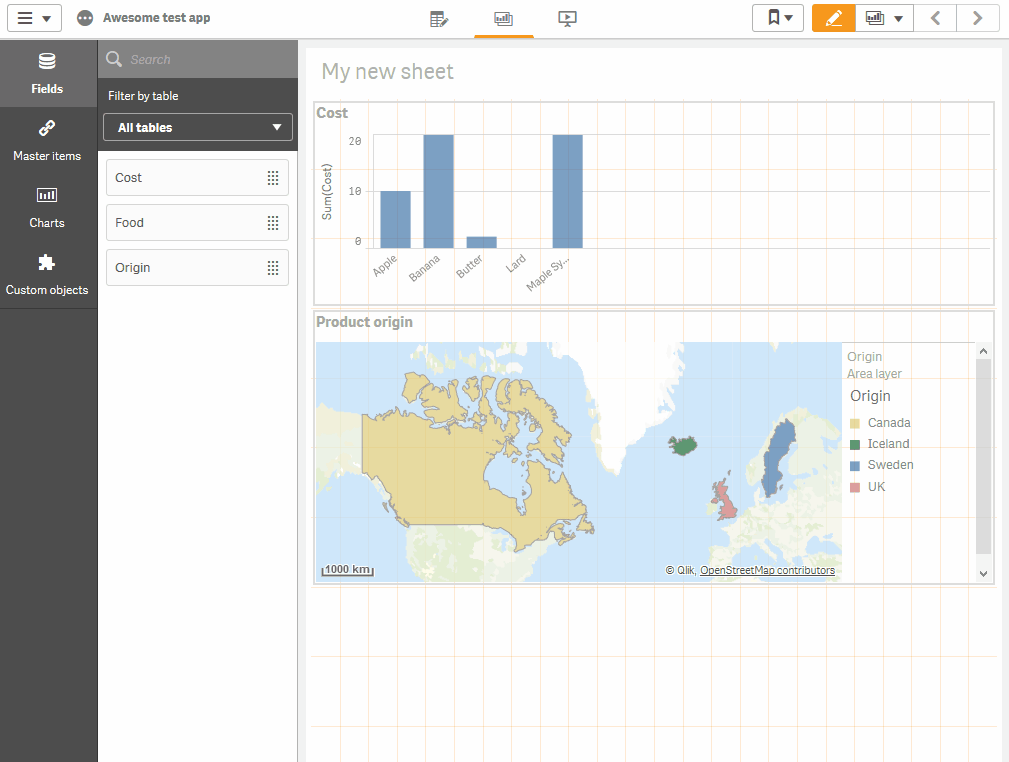 Awesome test app
Fields
Master items
Charts
Custom objects
Search
Filter by table
All tables
Cost
Food
Origin
My new sheet
Cost
Sum(Cost)
20
10
0
Apple
Banana
Butter
Lard
Maple Sy...
Product origin
1000 km
© Qlik, OpenStreetMap contributors
Origin
Area layer
Origin
Canada
Iceland
Sweden
UK